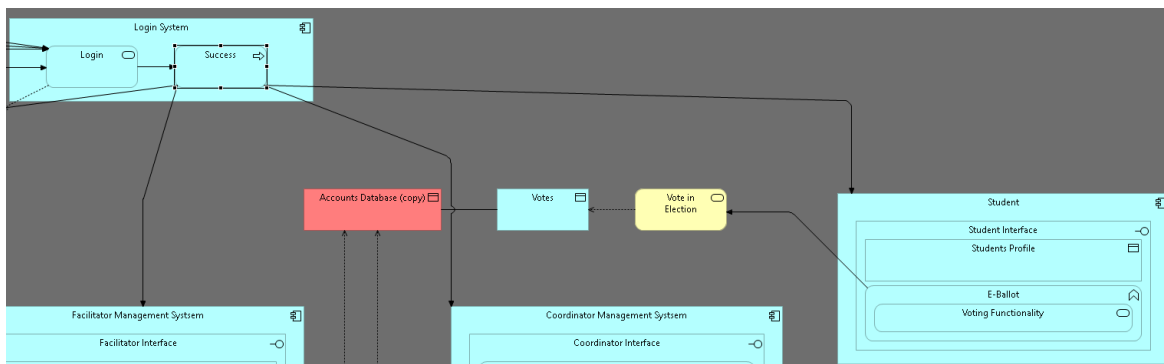 Login System
Login
Success
Accounts Database (copy)
Votes
Vote in
Election
Student
Student Interface
Students Profile
E-Ballot
Voting Functionality
Facilitator Management Systsem
Coordinator Management Systsem
Facilitator Interface
Coordinator Interface